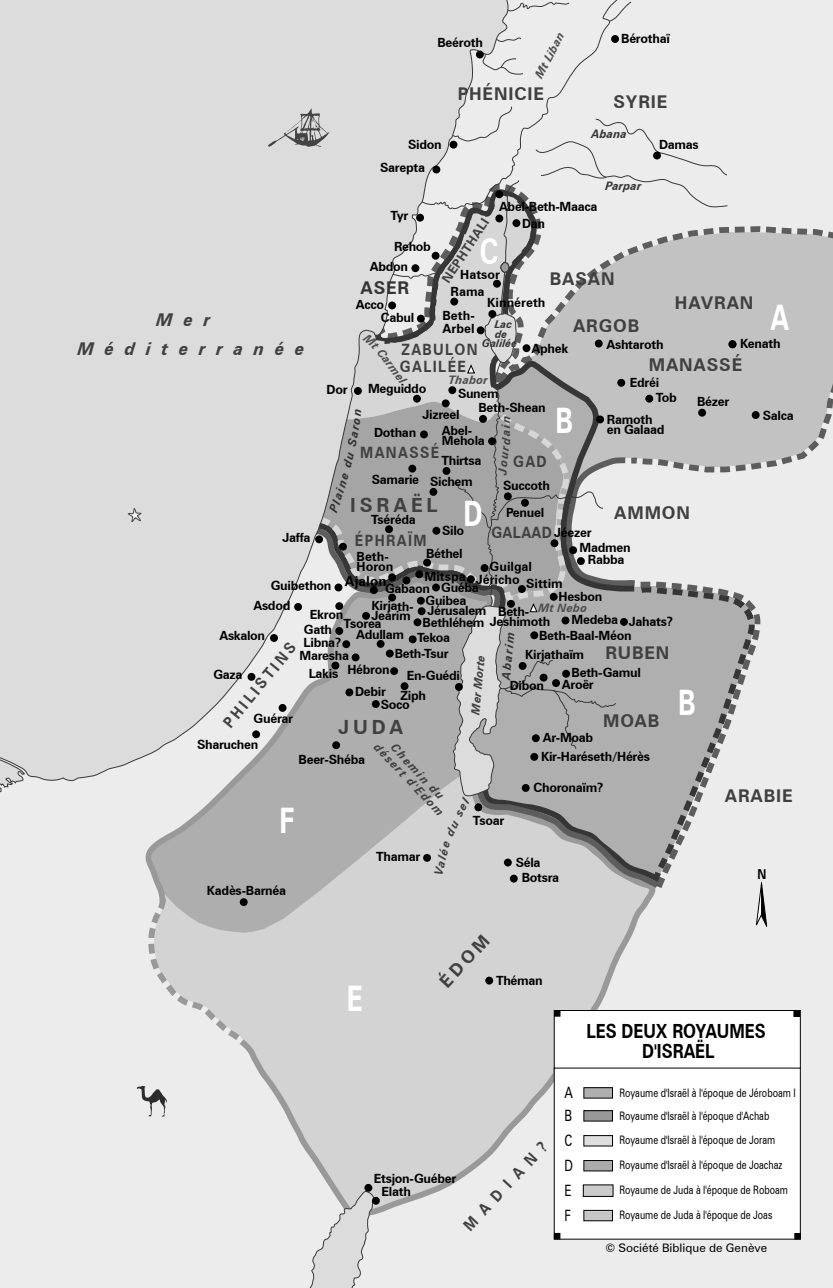 Beéroth
Bérothaï
Mt Liban
PHÉNICIE
SYRIE
Abana
Damas
Sidon
Sarepta
Parpar
Abel-Beth-Maaca
Tyr
Dan
NEPHTHALI
C
Rehob
Abdon
Hatsor
BASAN
ASER
Rama
HAVRAN
Acco
Kinnéreth
A
Cabul
Beth-
Arbel
Lac
de
Galilée
ARGOB
Mer
Méditerranée
Mt Carmel
ZABULON
GALILÉE
Aphek
Ashtaroth
Kenath
MANASSÉ
Thabor
Edréi
Dor
Meguiddo
Sunem
Tob
Bézer
Jizreel
Beth-Shean
B
Salca
Ramoth
en Galaad
Plaine du Saron
Dothan
Abel-
Mehola
Jourdain
MANASSÉ
Thirtsa
GAD
Samarie
Sichem
Succoth
ISRAËL
D
Penuel
AMMON
Tséréda
Silo
GALAAD
Jéezer
Jaffa
ÉPHRAÏM
Madmen
Rabba
Beth-
Horon
Béthel
Guilgal
Ajalon
Mitspa
Jéricho
Guibethon
Gabaon
Guéba
Sittim
Hesbon
Asdod
Ekron
Kirjath-
Jearim
Guibea
Jérusalem
Beth-
Jeshimoth
Mt Nebo
Gath
Tsorea
Bethléhem
Medeba
Jahats?
Askalon
Libna?
Adullam
Tekoa
Beth-Baal-Méon
Maresha
Beth-Tsur
Abarim
Kirjathaïm
RUBEN
Gaza
PHILISTINS
Lakis
Hébron
En-Guédi
Mer Morte
Beth-Gamul
Dibon
Aroër
Debir
Ziph
B
Guérar
Soco
MOAB
Sharuchen
JUDA
Ar-Moab
Beer-Shéba
Chemin du
désert d'Edom
Kir-Haréseth/Hérès
Choronaïm?
ARABIE
F
Valée du sel
Tsoar
Thamar
Séla
Botsra
N
Kadès-Barnéa
ÉDOM
Théman
E
LES DEUX ROYAUMES
D'ISRAËL
A Royaume d'Israël à l'époque de Jéroboam I
B Royaume d'Israël à l'époque d'Achab
C Royaume d'Israël à l'époque de Joram
D Royaume d'Israël à l'époque de Joachaz
E Royaume de Juda à l'époque de Roboam
F Royaume de Juda à l'époque de Joas
MADIAN ?
Etsjon-Guéber
Elath
© Société Biblique de Genève